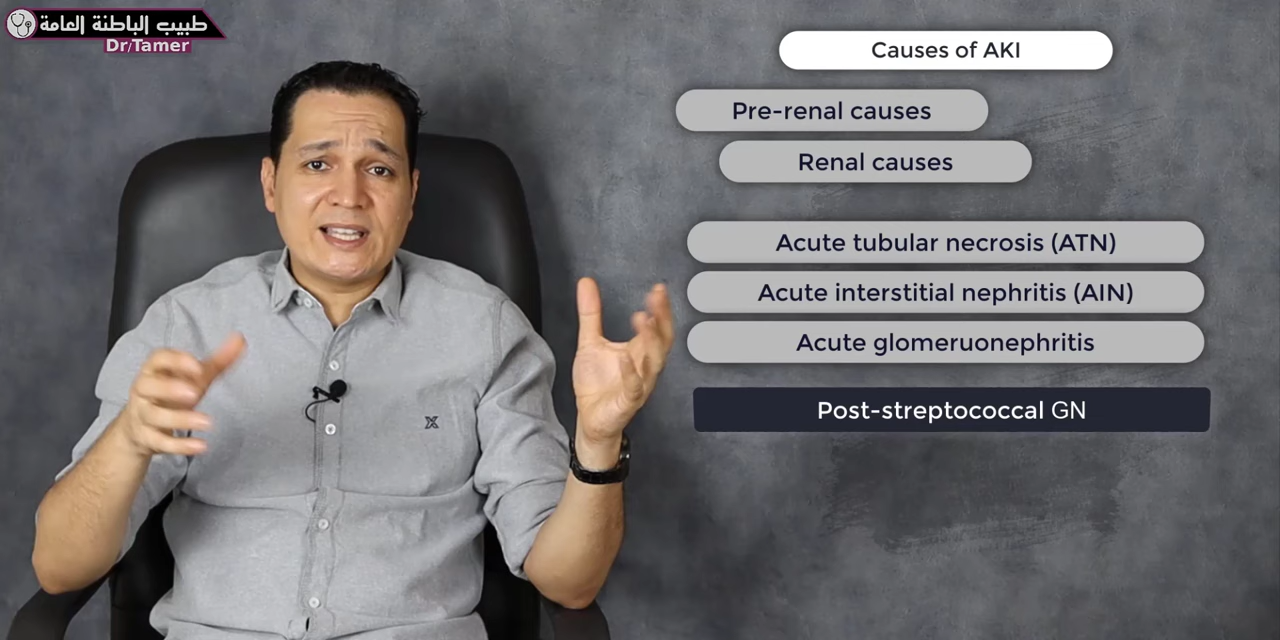 طبيب الباطنة العامة
Dr/Tamer
Causes of AKI
Pre-renal causes
Renal causes
Acute tubular necrosis (ATN)
Acute interstitial nephritis (AIN)
Acute glomeruonephritis
Post-streptococcal GN